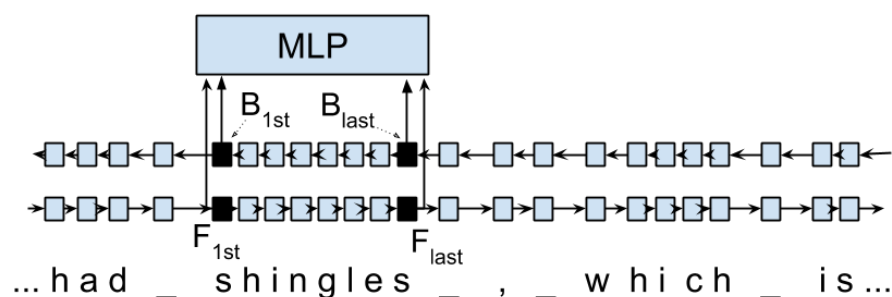 MLP
B1st Blast
F1st Flast
...had _ shingles _ , _ which _ is...